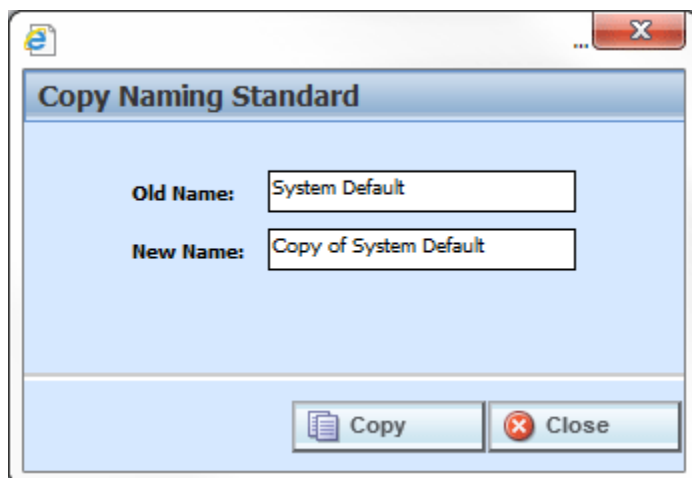 ...
Copy Naming Standard
Old Name: System Default
New Name: Copy of System Default
Copy Close